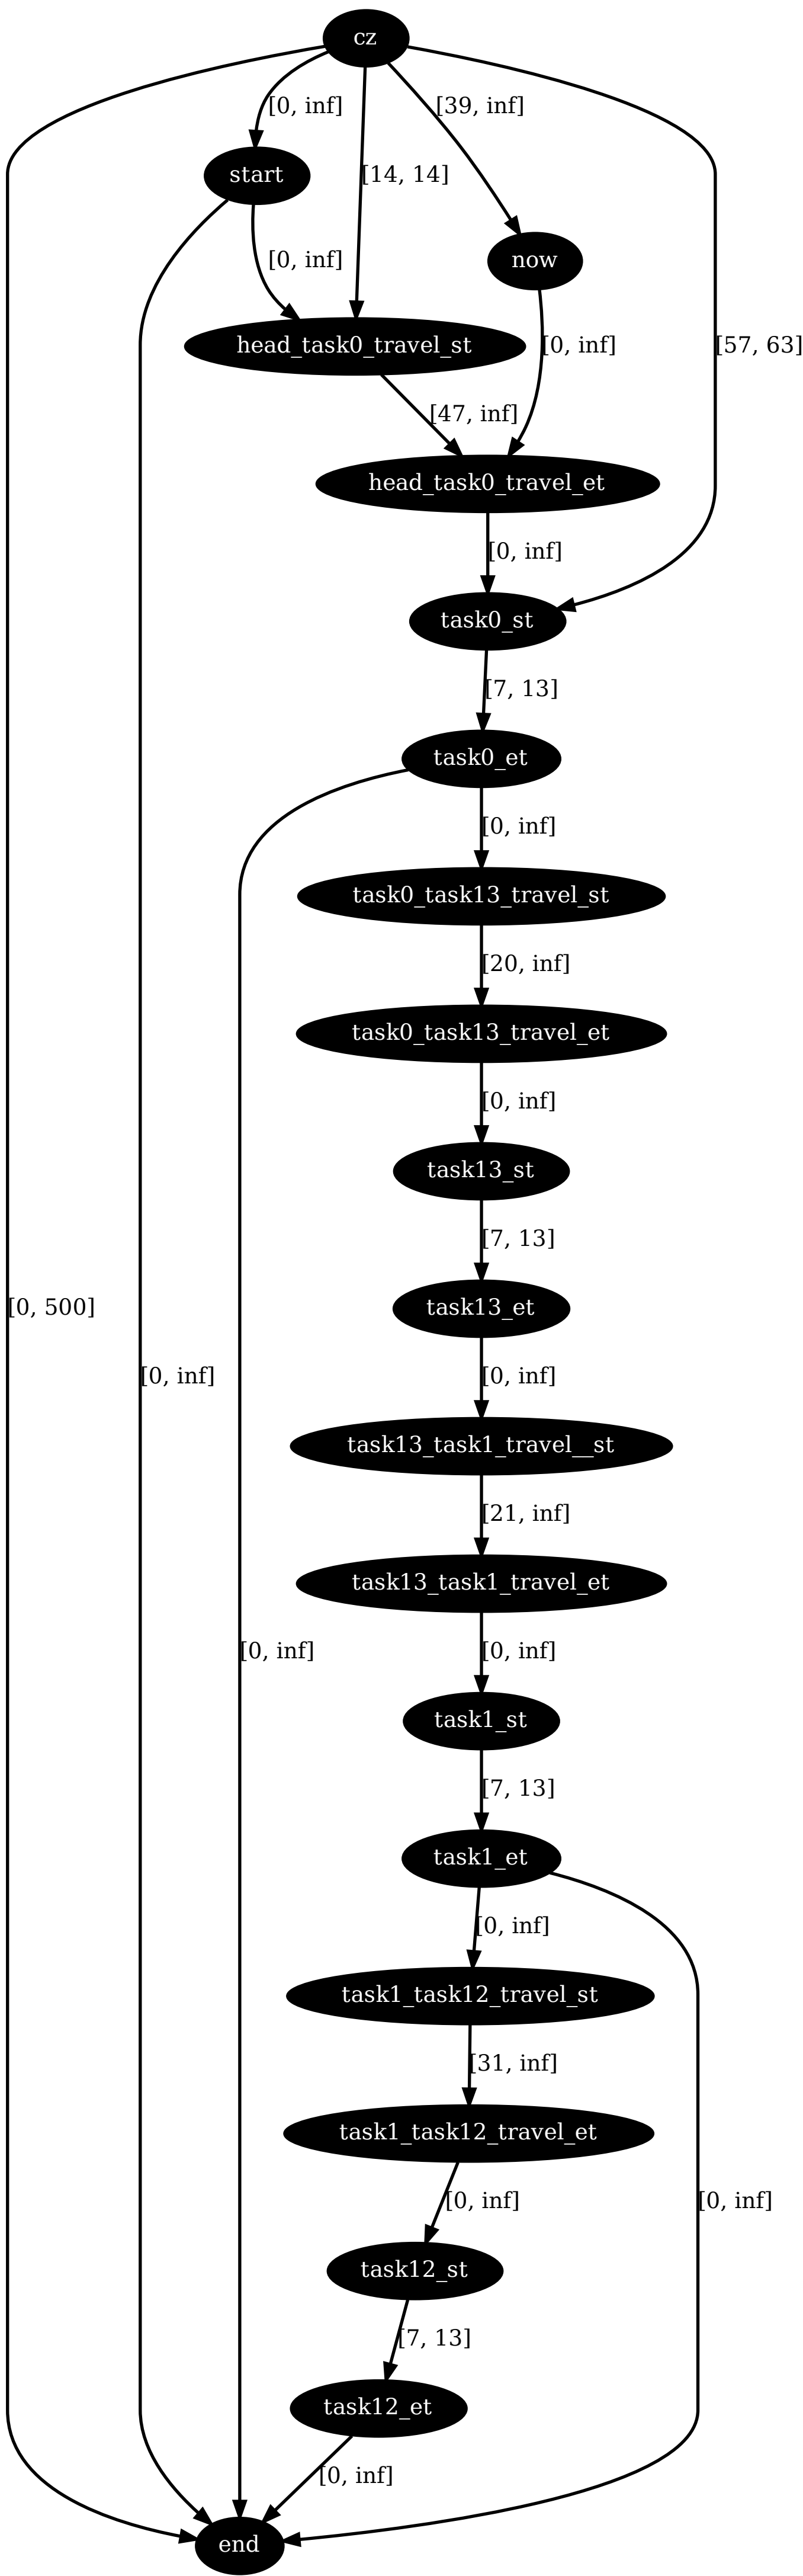 cz
[0, inf]
[39, inf]
start
[14, 14]
now
[0, inf]
head_task0_travel_st
[0, inf]
[57, 63]
[47, inf]
head_task0_travel_et
[0, inf]
task0_st
[7, 13]
task0_et
[0, inf]
task0_task13_travel_st
[20, inf]
task0_task13_travel_et
[0, inf]
task13_st
[7, 13]
task13_et
[0, 500]
[0, inf]
[0, inf]
task13_task1_travel__st
[21, inf]
task13_task1_travel_et
[0, inf]
[0, inf]
task1_st
[7, 13]
task1_et
[0, inf]
task1_task12_travel_st
[31, inf]
task1_task12_travel_et
[0, inf]
[0, inf]
task12_st
[7, 13]
task12_et
[0, inf]
end